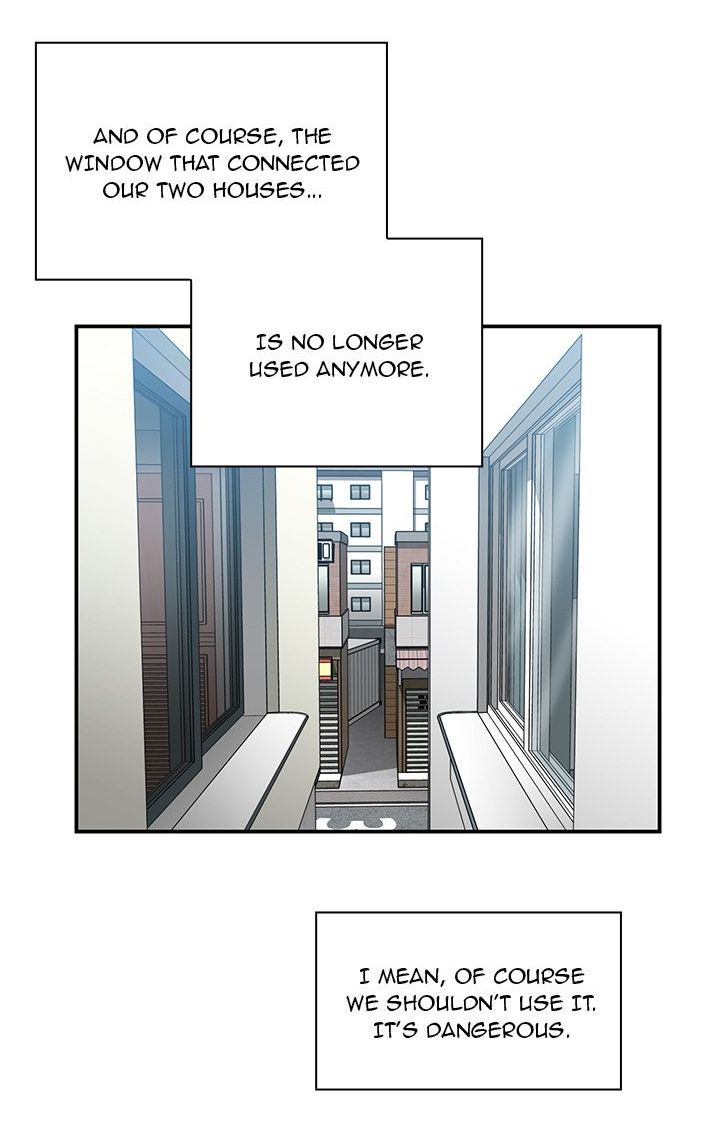 AND OF COURSE, THE
WINDOW THAT CONNECTED
OUR TWO HOUSES...
IS NO LONGER
USED ANYMORE.
I MEAN, OF COURSE
WE SHOULDN'T USE IT.
IT'S DANGEROUS.